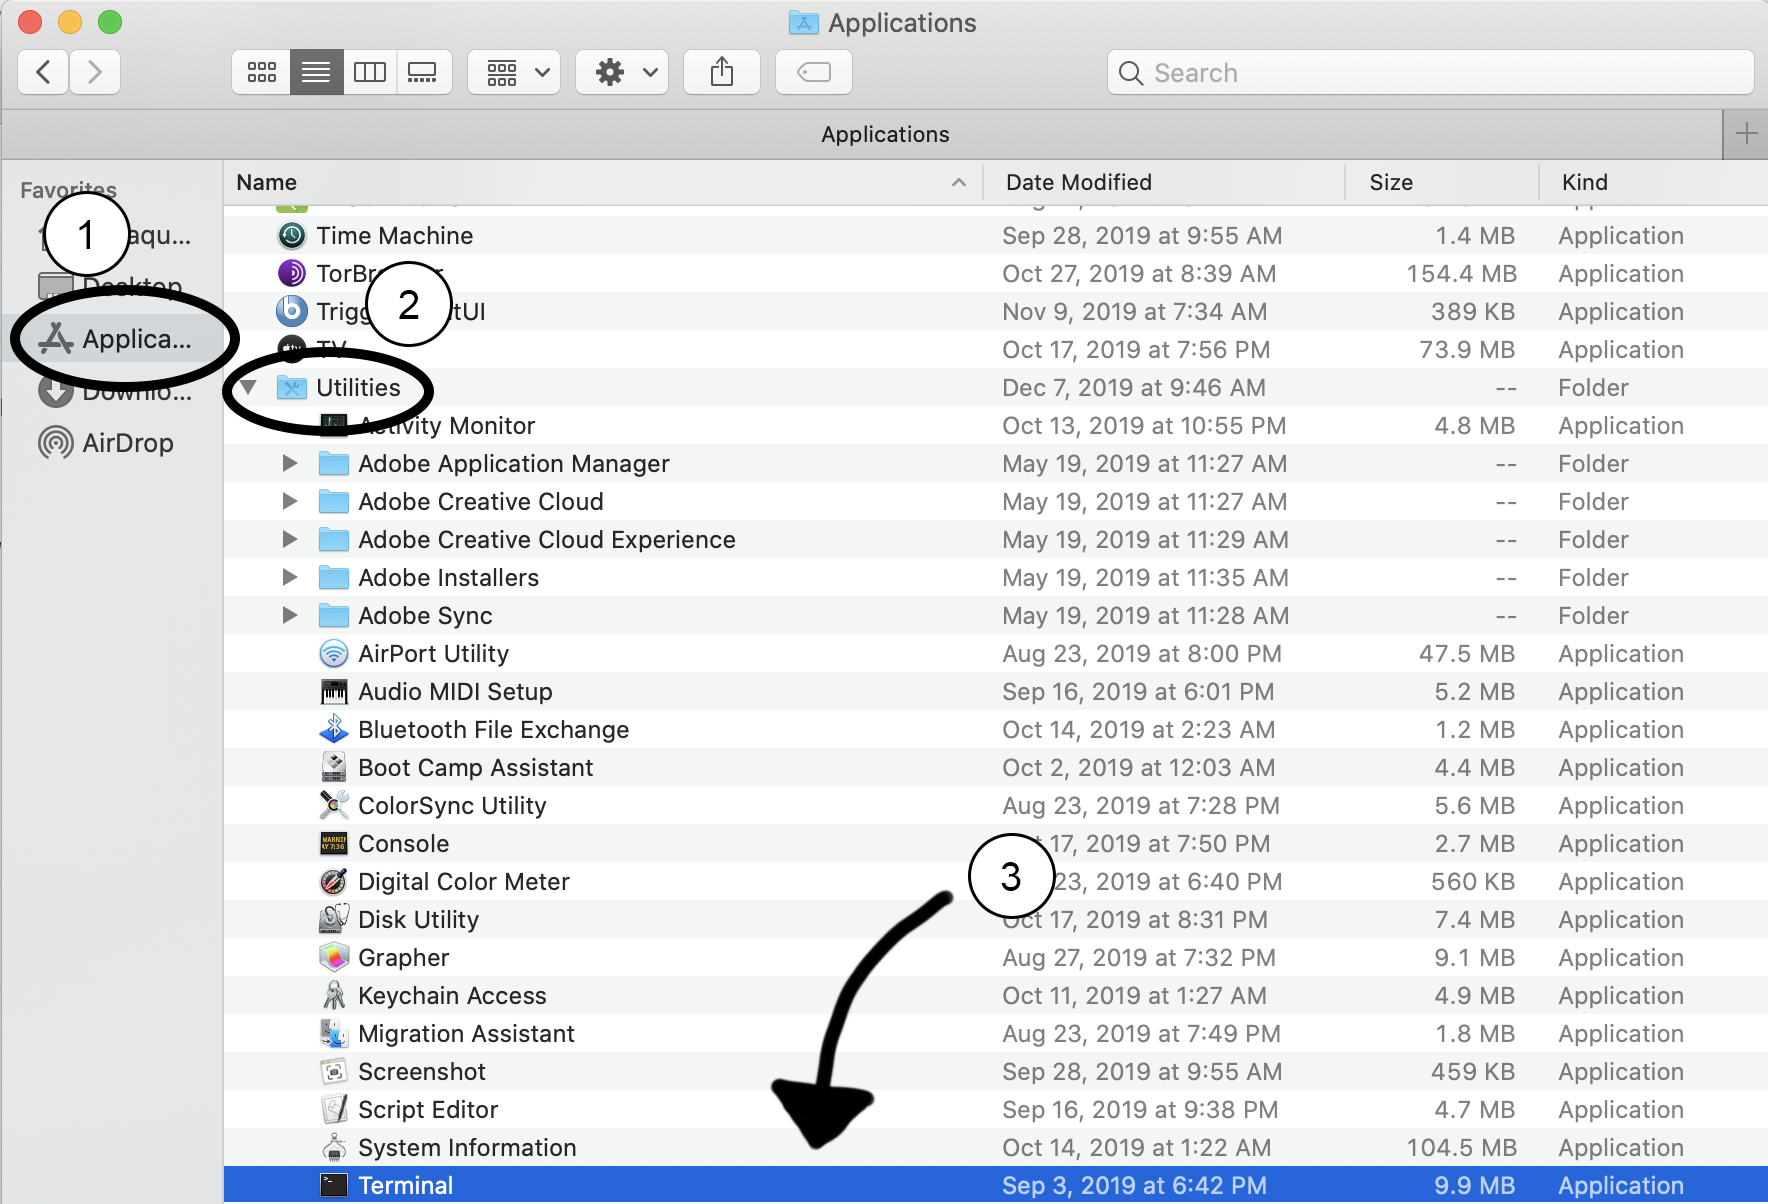 Applications
Search
Applications
Favorites
Name Date Modified Size Kind
1
aqu...
Time Machine Sep 28, 2019 at 9:55 AM 1.4 MB Application
Oct 27, 2019 at 8:39 AM 154.4 MB Application
Desktop
2
Nov 9, 2019 at 7:34 AM 389 KB Application
Applica...
TV Oct 17, 2019 at 7:56 PM 73.9 MB Application
Downlo...
Utilities Dec 7, 2019 at 9:46 AM -- Folder
Activity Monitor Oct 13, 2019 at 10:55 PM 4.8 MB Application
AirDrop
Adobe Application Manager May 19, 2019 at 11:27 AM -- Folder
Adobe Creative Cloud May 19, 2019 at 11:27 AM -- Folder
Adobe Creative Cloud Experience May 19, 2019 at 11:29 AM -- Folder
Adobe Installers May 19, 2019 at 11:35 AM -- Folder
Adobe Sync May 19, 2019 at 11:28 AM -- Folder
AirPort Utility Aug 23, 2019 at 8:00 PM 47.5 MB Application
Audio MIDI Setup Sep 16, 2019 at 6:01 PM 5.2 MB Application
Bluetooth File Exchange Oct 14, 2019 at 2:23 AM 1.2 MB Application
Boot Camp Assistant Oct 2, 2019 at 12:03 AM 4.4 MB Application
ColorSync Utility Aug 23, 2019 at 7:28 PM 5.6 MB Application
Console 17, 2019 at 7:50 PM 2.7 MB Application
3
Digital Color Meter 23, 2019 at 6:40 PM 560 KB Application
Disk Utility Oct 17, 2019 at 8:31 PM 7.4 MB Application
Grapher Aug 27, 2019 at 7:32 PM 9.1 MB Application
Keychain Access Oct 11, 2019 at 1:27 AM 4.9 MB Application
Migration Assistant Aug 23, 2019 at 7:49 PM 1.8 MB Application
Screenshot Sep 28, 2019 at 9:55 AM 459 KB Application
Script Editor Sep 16, 2019 at 9:38 PM 4.7 MB Application
System Information Oct 14, 2019 at 1:22 AM 104.5 MB Application
Terminal Sep 3, 2019 at 6:42 PM 9.9 MB Application